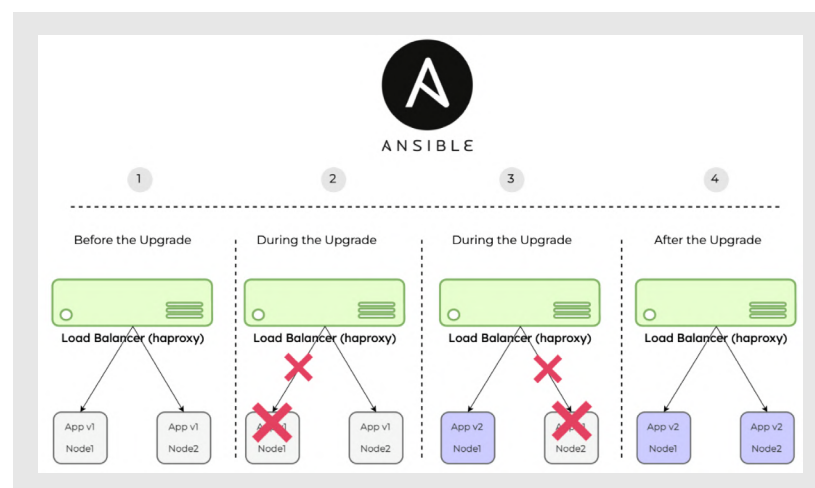 ANSIBLE
1
2
3
4
Before the Upgrade
During the Upgrade
During the Upgrade
After the Upgrade
Load Balancer (haproxy)
Load Balancer (haproxy)
Load Balancer (haproxy)
Load Balancer (haproxy)
App v1
Node1
App v1
Node2
Node1
App v1
Node2
App v2
Node1
Node2
App v2
Node1
App v2
Node2